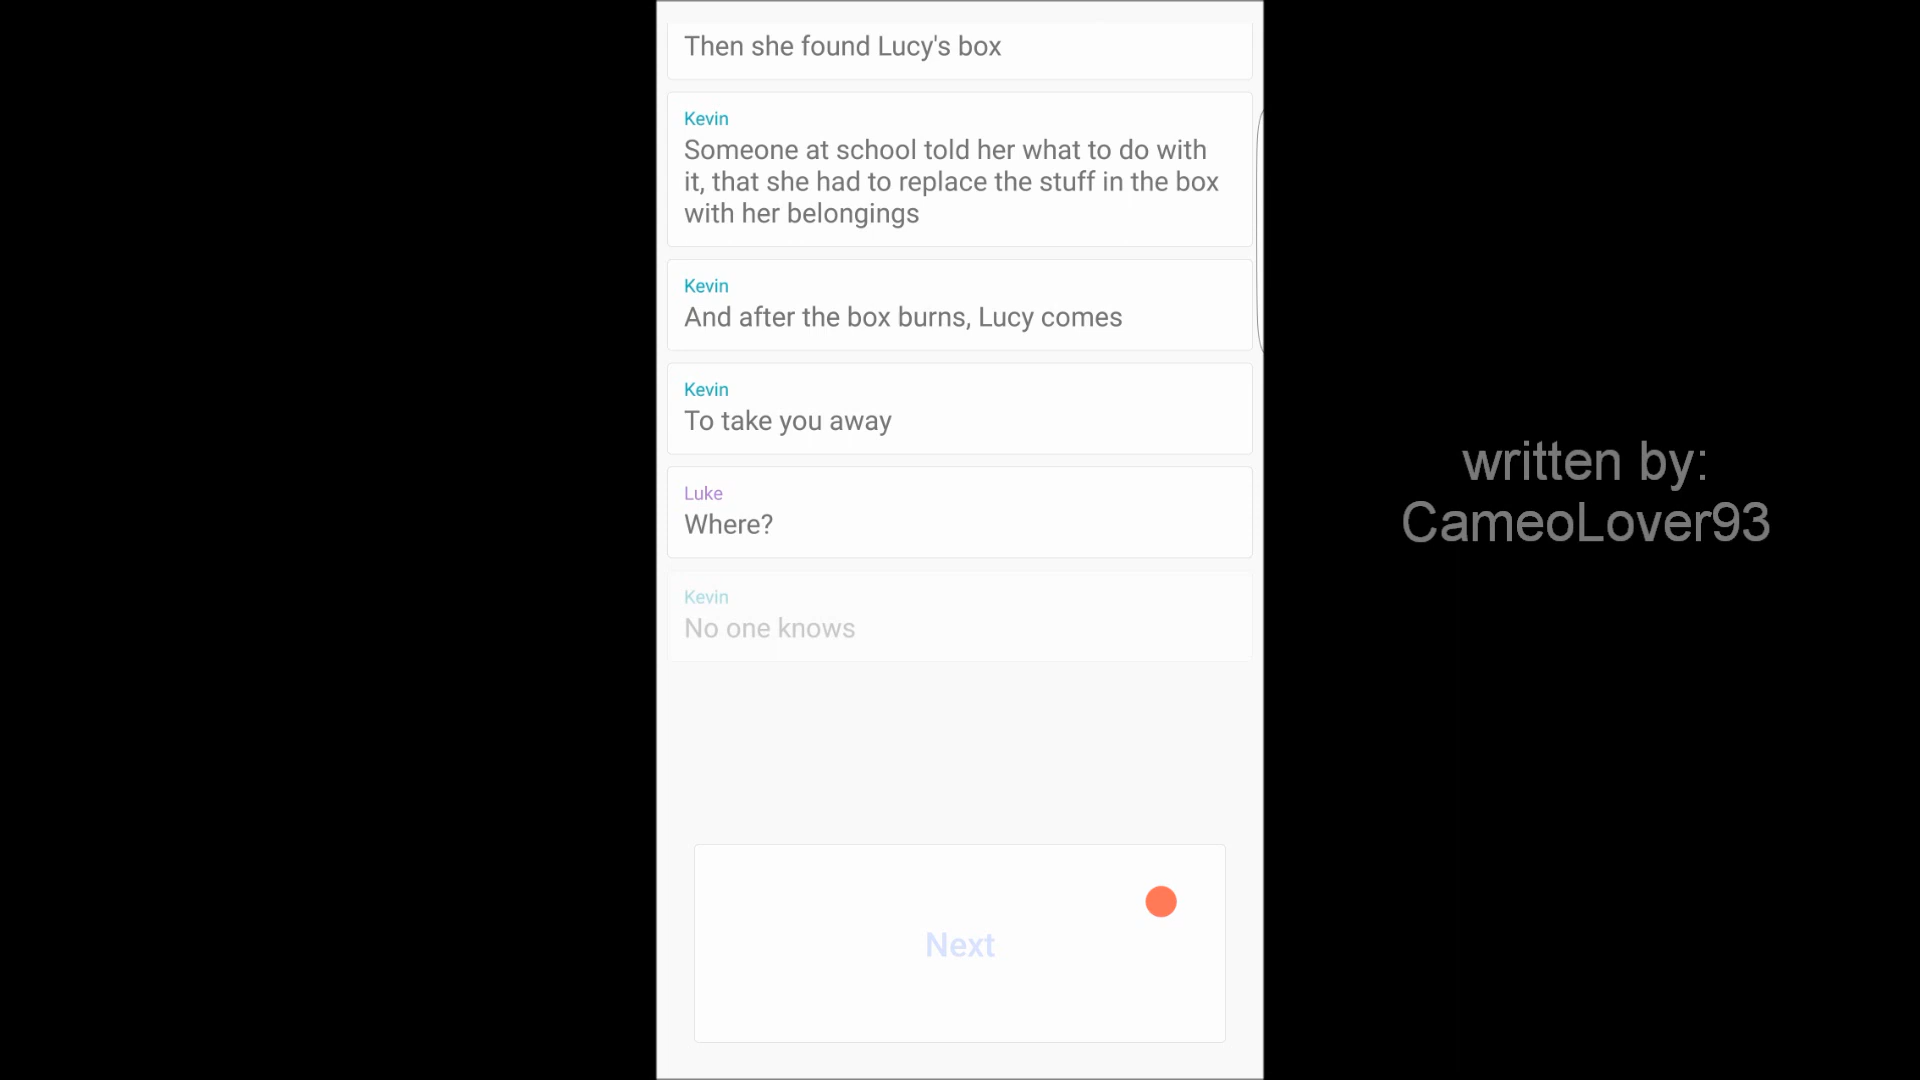 Then she found Lucy's box
Kevin
Someone at school told her what to do with
it, that she had to replace the stuff in the box
with her belongings
Kevin
And after the box burns, Lucy comes
Kevin
To take you away
Luke
Where?
Kevin
No one knows
Next
written by:
CameoLover93